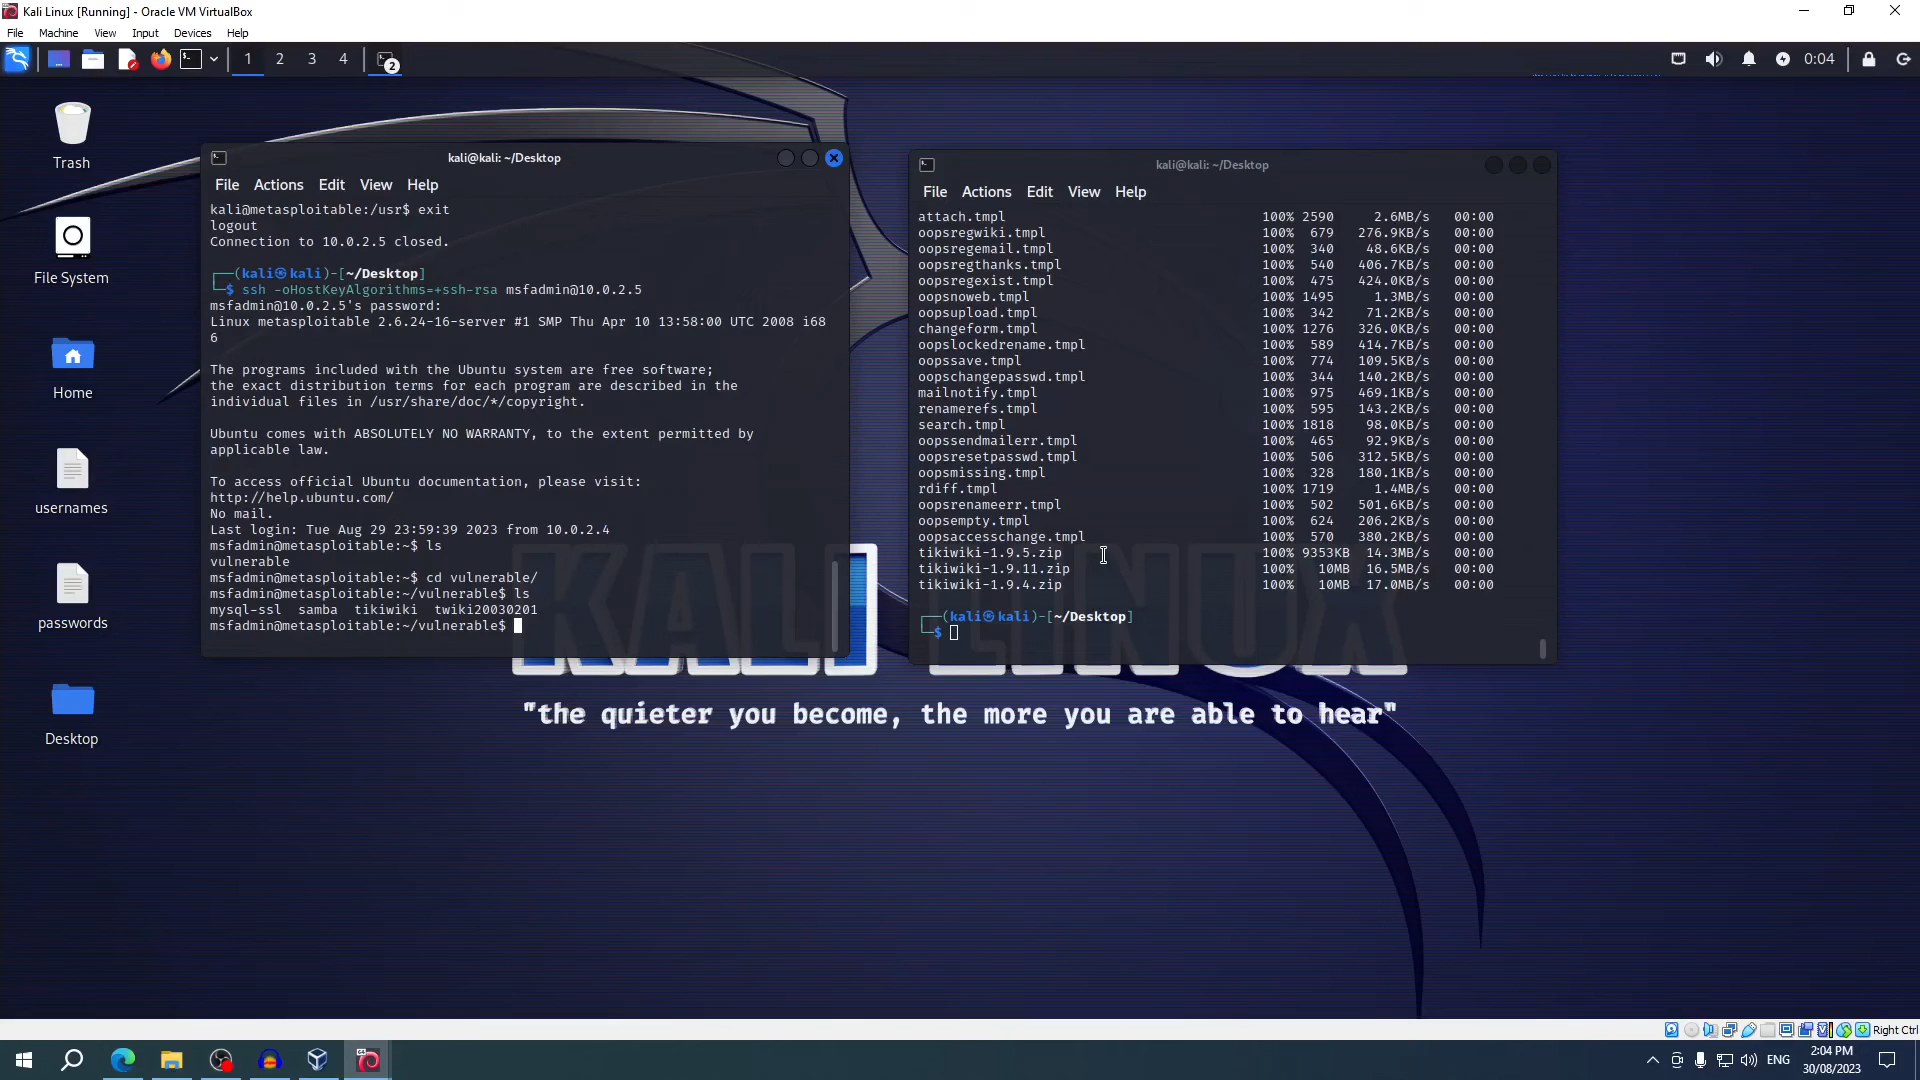 Kali Linux [Running] - Oracle VM VirtualBox
File Machine View Input Devices Help
1 2 3 4 2 0:04
Trash
File System
Home
usernames
passwords
Desktop
kali@kali: ~/Desktop
File Actions Edit View Help
kali@metasploitable:/usr$ exit
logout
Connection to 10.0.2.5 closed.
┌──(kali㉿kali)-[~/Desktop]
└─$ ssh -oHostKeyAlgorithms=+ssh-rsa msfadmin@10.0.2.5
msfadmin@10.0.2.5's password:
Linux metasploitable 2.6.24-16-server #1 SMP Thu Apr 10 13:58:00 UTC 2008 i68
6
The programs included with the Ubuntu system are free software;
the exact distribution terms for each program are described in the
individual files in /usr/share/doc/*/copyright.
Ubuntu comes with ABSOLUTELY NO WARRANTY, to the extent permitted by
applicable law.
To access official Ubuntu documentation, please visit:
http://help.ubuntu.com/
No mail.
Last login: Tue Aug 29 23:59:39 2023 from 10.0.2.4
msfadmin@metasploitable:~$ ls
vulnerable
msfadmin@metasploitable:~$ cd vulnerable/
msfadmin@metasploitable:~/vulnerable$ ls
mysql-ssl samba tikiwiki twiki20030201
msfadmin@metasploitable:~/vulnerable$
kali@kali: ~/Desktop
File Actions Edit View Help
attach.tmpl 100% 2590 2.6MB/s 00:00
oopsregwiki.tmpl 100% 679 276.9KB/s 00:00
oopsregemail.tmpl 100% 340 48.6KB/s 00:00
oopsregthanks.tmpl 100% 540 406.7KB/s 00:00
oopsregexist.tmpl 100% 475 424.0KB/s 00:00
oopsnoweb.tmpl 100% 1495 1.3MB/s 00:00
oopsupload.tmpl 100% 342 71.2KB/s 00:00
changeform.tmpl 100% 1276 326.0KB/s 00:00
oopslockedrename.tmpl 100% 589 414.7KB/s 00:00
oopssave.tmpl 100% 774 109.5KB/s 00:00
oopschangepasswd.tmpl 100% 344 140.2KB/s 00:00
mailnotify.tmpl 100% 975 469.1KB/s 00:00
renamerefs.tmpl 100% 595 143.2KB/s 00:00
search.tmpl 100% 1818 98.0KB/s 00:00
oopssendmailerr.tmpl 100% 465 92.9KB/s 00:00
oopsresetpasswd.tmpl 100% 506 312.5KB/s 00:00
oopsmissing.tmpl 100% 328 180.1KB/s 00:00
rdiff.tmpl 100% 1719 1.4MB/s 00:00
oopsrenameerr.tmpl 100% 502 501.6KB/s 00:00
oopsempty.tmpl 100% 624 206.2KB/s 00:00
oopsaccesschange.tmpl 100% 570 380.2KB/s 00:00
tikiwiki-1.9.5.zip 100% 9353KB 14.3MB/s 00:00
tikiwiki-1.9.11.zip 100% 10MB 16.5MB/s 00:00
tikiwiki-1.9.4.zip 100% 10MB 17.0MB/s 00:00
┌──(kali㉿kali)-[~/Desktop]
└─$
KALI LINUX
"the quieter you become, the more you are able to hear"
Right Ctrl
ENG
2:04 PM
30/08/2023